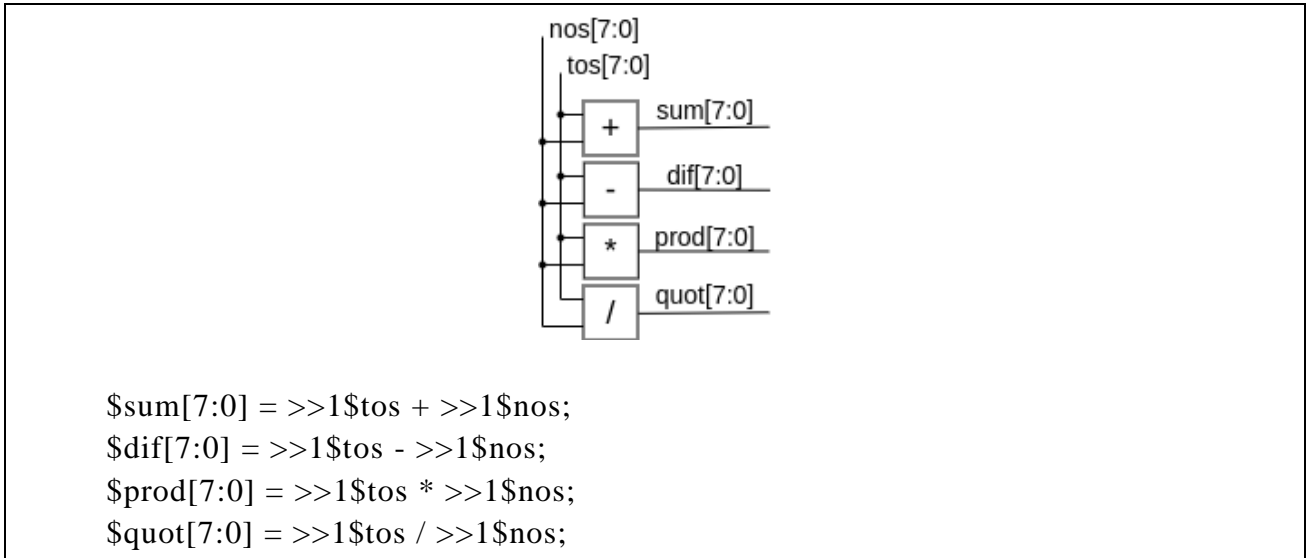 nos[7:0]
tos[7:0]
+ sum[7:0]
- dif[7:0]
* prod[7:0]
/ quot[7:0]
$sum[7:0] = >>1$tos + >>1$nos;
$dif[7:0] = >>1$tos - >>1$nos;
$prod[7:0] = >>1$tos * >>1$nos;
$quot[7:0] = >>1$tos / >>1$nos;